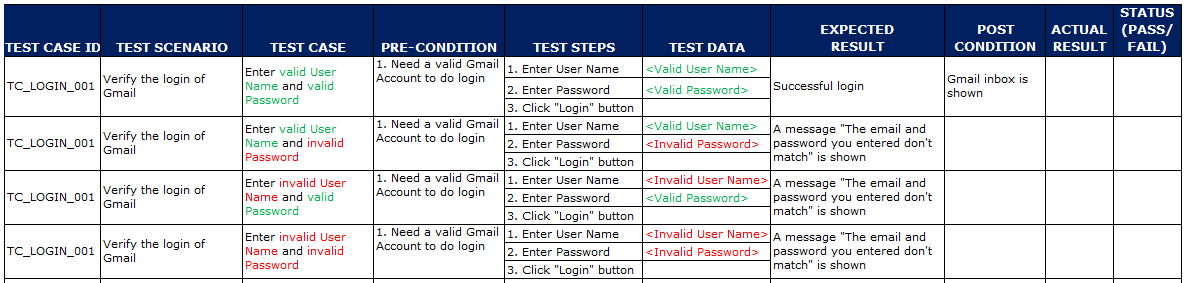 TEST CASE ID TEST SCENARIO TEST CASE PRE-CONDITION TEST STEPS TEST DATA EXPECTED RESULT POST CONDITION ACTUAL RESULT STATUS (PASS/ FAIL)
TC_LOGIN_001
Verify the login of
Gmail
Enter valid User
Name and valid
Password
1. Need a valid Gmail
Account to do login
1. Enter User Name <Valid User Name>
2. Enter Password <Valid Password>
3. Click "Login" button
Successful login
Gmail inbox is
shown
TC_LOGIN_001
Verify the login of
Gmail
Enter valid User
Name and invalid
Password
1. Need a valid Gmail
Account to do login
1. Enter User Name <Valid User Name>
2. Enter Password <Invalid Password>
3. Click "Login" button
A message "The email and
password you entered don't
match" is shown
TC_LOGIN_001
Verify the login of
Gmail
Enter invalid User
Name and valid
Password
1. Need a valid Gmail
Account to do login
1. Enter User Name <Invalid User Name>
2. Enter Password <Valid Password>
3. Click "Login" button
A message "The email and
password you entered don't
match" is shown
TC_LOGIN_001
Verify the login of
Gmail
Enter invalid User
Name and invalid
Password
1. Need a valid Gmail
Account to do login
1. Enter User Name <Invalid User Name>
2. Enter Password <Invalid Password>
3. Click "Login" button
A message "The email and
password you entered don't
match" is shown